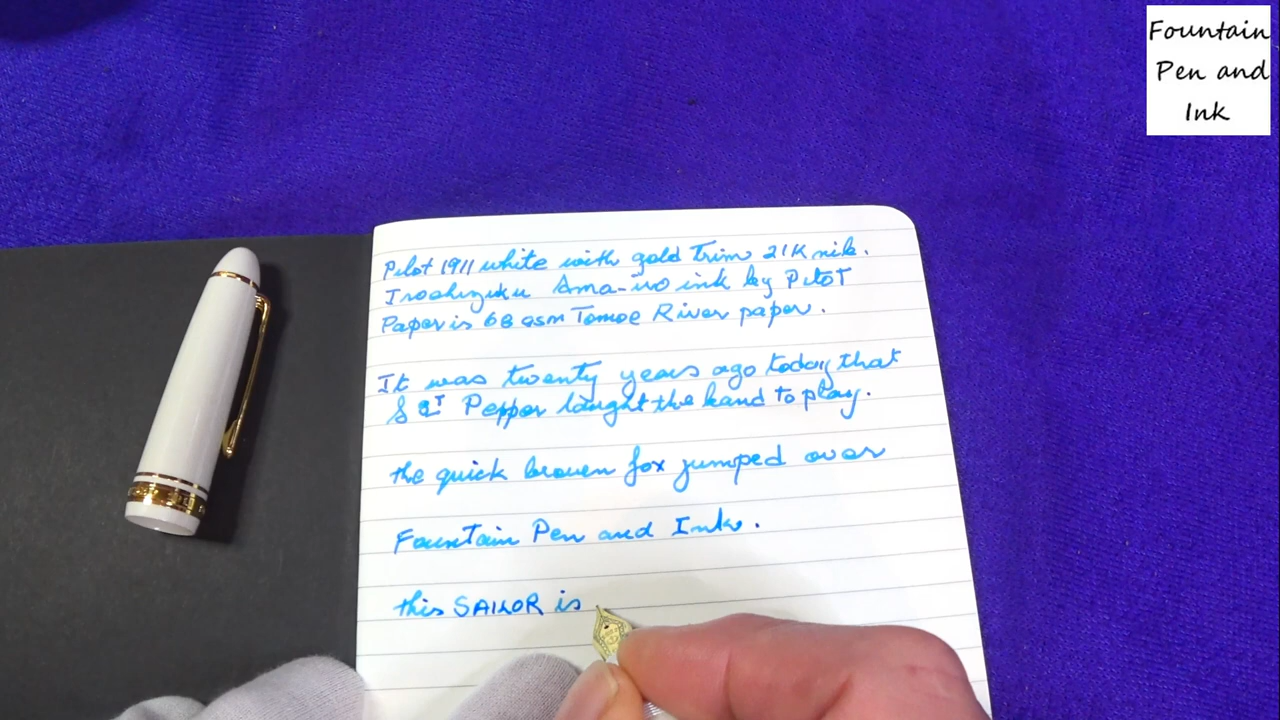 Pilot 1911 white with gold Trim 21K nib.
Iroshizuku Ama-iro ink by Pilot
Paper is 68 gsm Tomoe River paper.
It was twenty years ago today that
Pepper taught the band to play.
the quick brown fox jumped over
Fountain Pen and Ink.
this SAILOR is
Fountain
Pen and
Ink